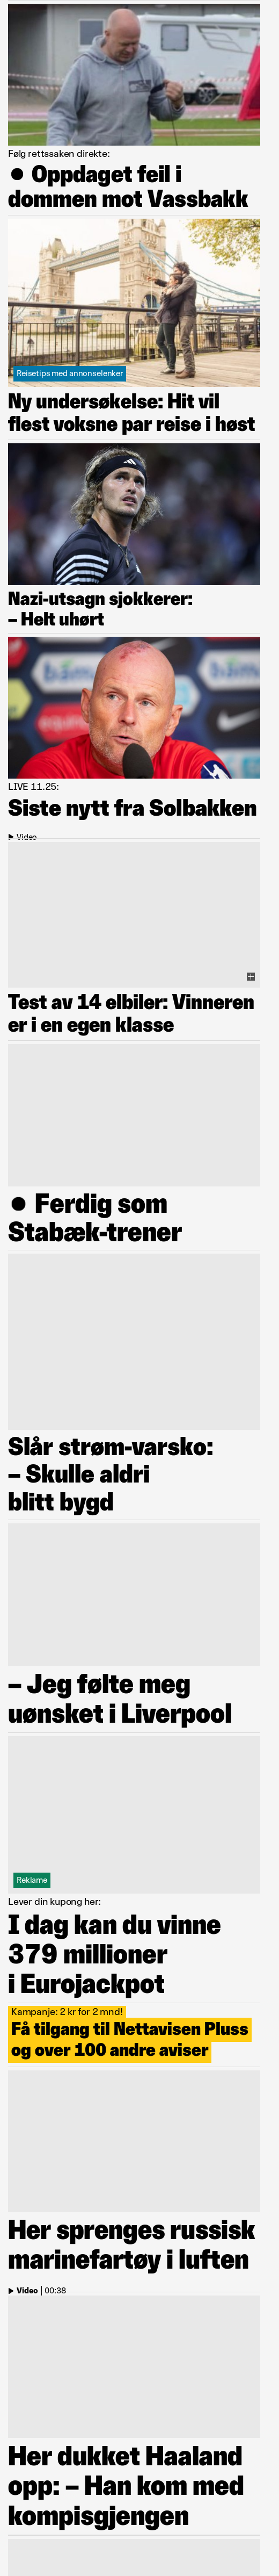 Følg rettssaken direkte:
● Oppdaget feil i
dommen mot Vassbakk
Reisetips med annonselenker
Ny undersøkelse: Hit vil
flest voksne par reise i høst
Nazi-utsagn sjokkerer:
– Helt uhørt
LIVE 11.25:
Siste nytt fra Solbakken
Video
Test av 14 elbiler: Vinneren
er i en egen klasse
● Ferdig som
Stabæk-trener
Slår strøm-varsko:
– Skulle aldri
blitt bygd
– Jeg følte meg
uønsket i Liverpool
Reklame
Lever din kupong her:
I dag kan du vinne
379 millioner
i Eurojackpot
Kampanje: 2 kr for 2 mnd!
Få tilgang til Nettavisen Pluss
og over 100 andre aviser
Her sprenges russisk
marinefartøy i luften
Video | 00:38
Her dukket Haaland
opp: – Han kom med
kompisgjengen